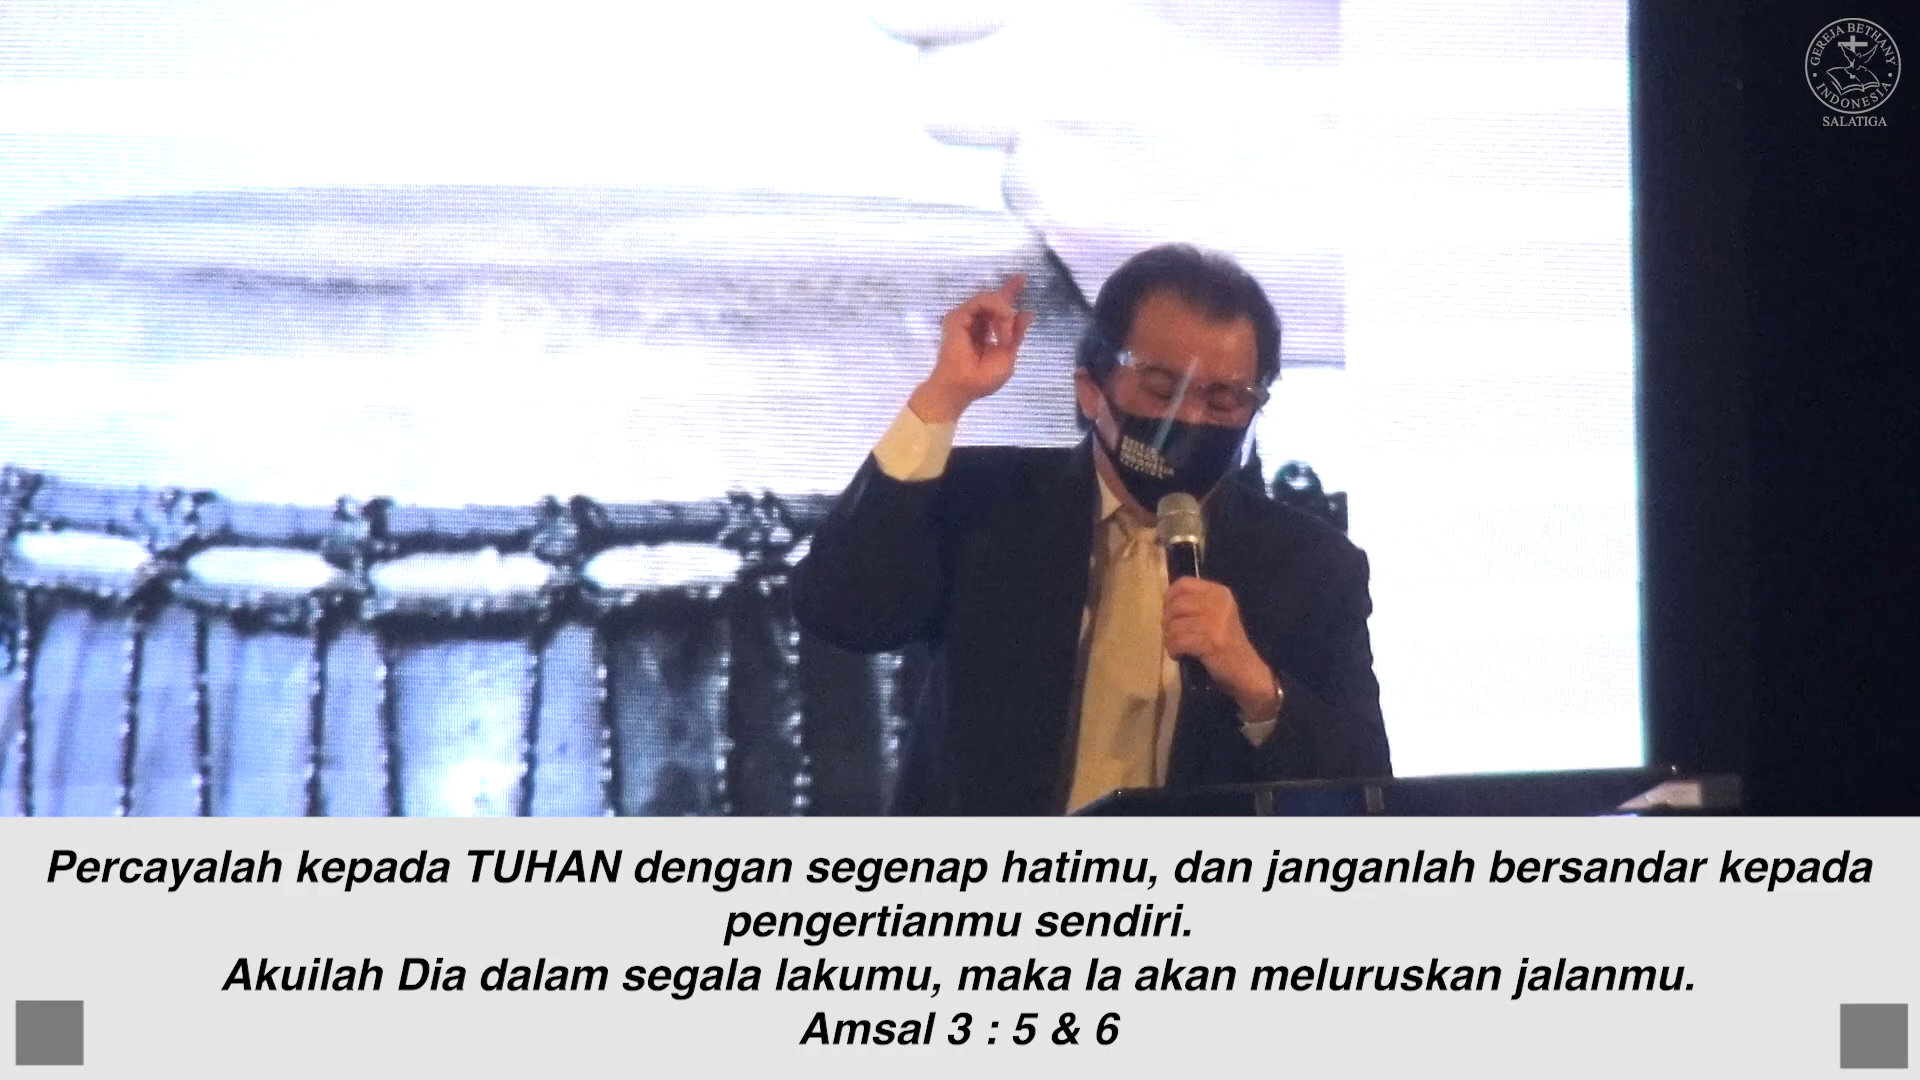 GEREJA BETHANY
INDONESIA
SALATIGA
INDONESIA
Percayalah kepada TUHAN dengan segenap hatimu, dan janganlah bersandar kepada
pengertianmu sendiri.
Akuilah Dia dalam segala lakumu, maka Ia akan meluruskan jalanmu.
Amsal 3 : 5 & 6